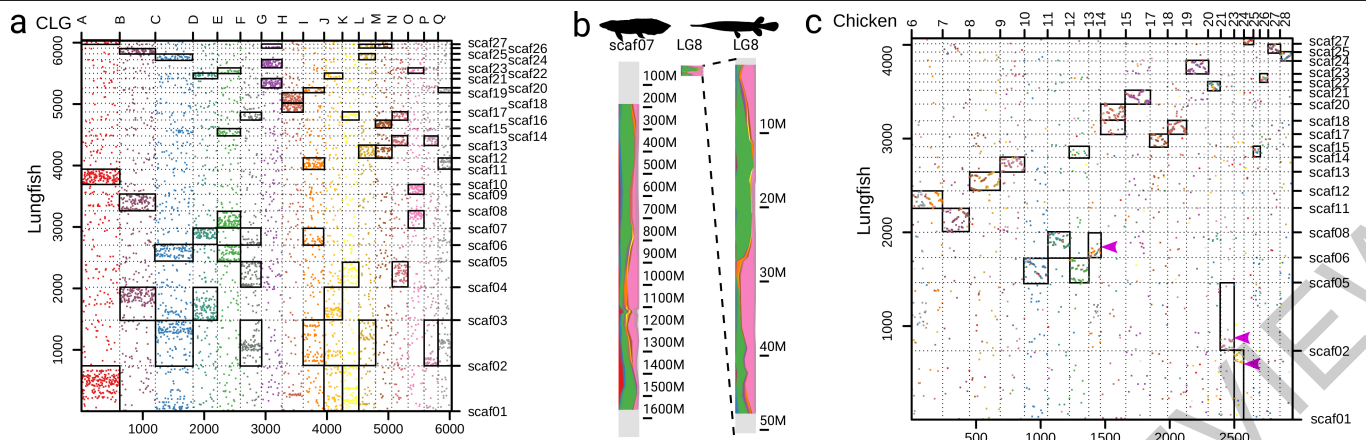 a
CLG
A B C D E F G H I J K L M N O P Q
Lungfish
6000
5000
4000
3000
2000
1000
1000 2000 3000 4000 5000 6000
scaf27
scaf26
scaf25
scaf24
scaf23
scaf22
scaf21
scaf20
scaf19
scaf18
scaf17
scaf16
scaf15
scaf14
scaf13
scaf12
scaf11
scaf10
scaf09
scaf08
scaf07
scaf06
scaf05
scaf04
scaf03
scaf02
scaf01
b
scaf07 LG8 LG8
100M
200M
300M
400M
500M
600M
700M
800M
900M
1000M
1100M
1200M
1300M
1400M
1500M
1600M
10M
20M
30M
40M
50M
c
Chicken
6 7 8 9 10 11 12 13 14 15 17 18 19 20 21 23 24 25 26 27 28
Lungfish
4000
3000
2000
1000
500 1000 1500 2000 2500
scaf27
scaf25
scaf24
scaf23
scaf22
scaf21
scaf20
scaf18
scaf17
scaf14
scaf13
scaf12
scaf11
scaf08
scaf06
scaf05
scaf02
scaf01
VIEW